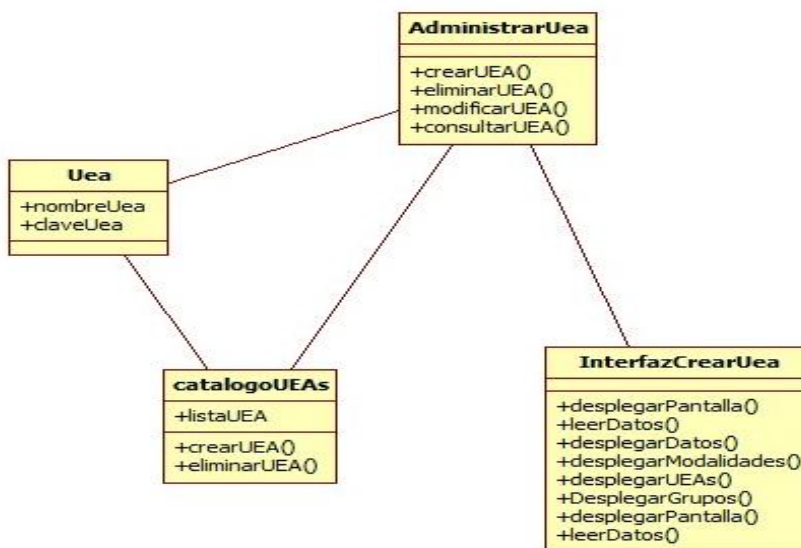 AdministrarUea
+crearUEA()
+eliminarUEA()
+modificarUEA()
+consultarUEA()
Uea
+nombreUea
+claveUea
catalogoUEAs
+listaUEA
+crearUEA()
+eliminarUEA()
InterfazCrearUea
+desplegarPantalla()
+leerDatos()
+desplegarDatos()
+desplegarModalidades()
+desplegarUEAs()
+DesplegarGrupos()
+desplegarPantalla()
+leerDatos()